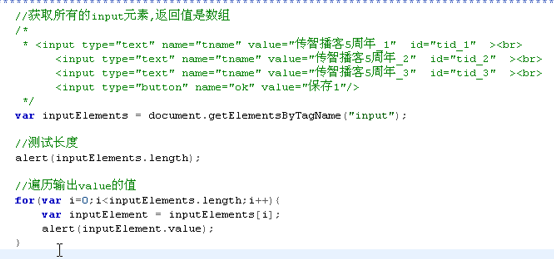 //获取所有的input元素,返回值是数组
/*
 * <input type="text" name="tname" value="传智播客5周年_1"  id="tid_1"  ><br>
<input type="text" name="tname" value="传智播客5周年_2"  id="tid_2"  ><br>
<input type="text" name="tname" value="传智播客5周年_3"  id="tid_3"  ><br>
<input type="button" name="ok" value="保存1"/>
 */
var inputElements = document.getElementsByTagName("input");
//测试长度
alert(inputElements.length);
//遍历输出value的值
for(var i=0;i<inputElements.length;i++){
var inputElement = inputElements[i];
alert(inputElement.value);
}